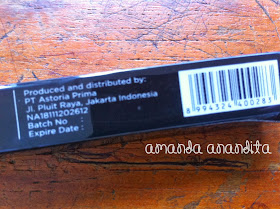 Produced and distributed by:
PT Astoria Prima
Jl. Pluit Raya, Jakarta Indonesia
NA18111202612
Batch No :
Expire Date :
8 994324 400283
amanda anandita